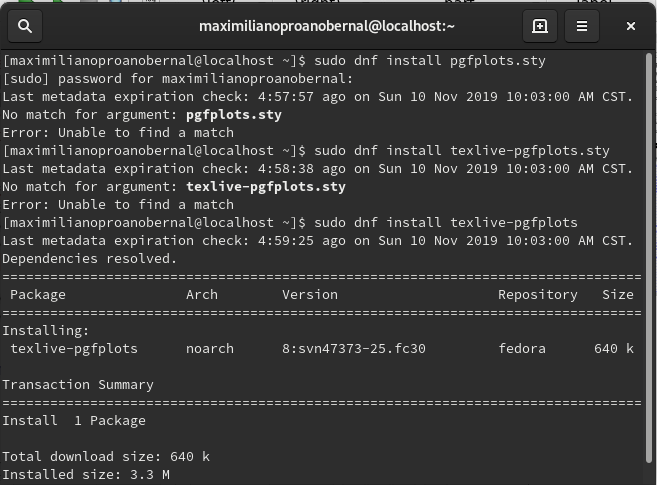 maximilianoproanobernal@localhost:~
[maximilianoproanobernal@localhost ~]$ sudo dnf install pgfplots.sty
[sudo] password for maximilianoproanobernal:
Last metadata expiration check: 4:57:57 ago on Sun 10 Nov 2019 10:03:00 AM CST.
No match for argument: pgfplots.sty
Error: Unable to find a match
[maximilianoproanobernal@localhost ~]$ sudo dnf install texlive-pgfplots.sty
Last metadata expiration check: 4:58:38 ago on Sun 10 Nov 2019 10:03:00 AM CST.
No match for argument: texlive-pgfplots.sty
Error: Unable to find a match
[maximilianoproanobernal@localhost ~]$ sudo dnf install texlive-pgfplots
Last metadata expiration check: 4:59:25 ago on Sun 10 Nov 2019 10:03:00 AM CST.
Dependencies resolved.
================================================================================
Package Arch Version Repository Size
================================================================================
Installing:
texlive-pgfplots noarch 8:svn47373-25.fc30 fedora 640 k
Transaction Summary
================================================================================
Install 1 Package
Total download size: 640 k
Installed size: 3.3 M